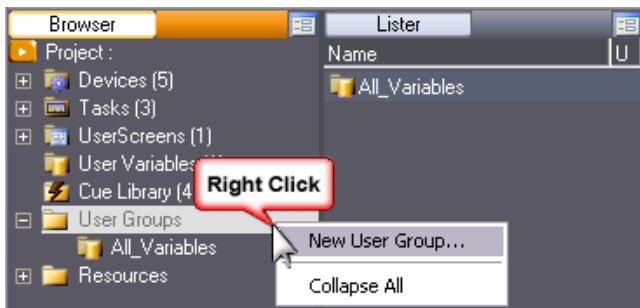 Browser
Project :
Devices (5)
Tasks (3)
UserScreens (1)
User Variables
Cue Library (4
User Groups
All_Variables
Resources
Right Click
New User Group...
Collapse All
Lister
Name U
All_Variables